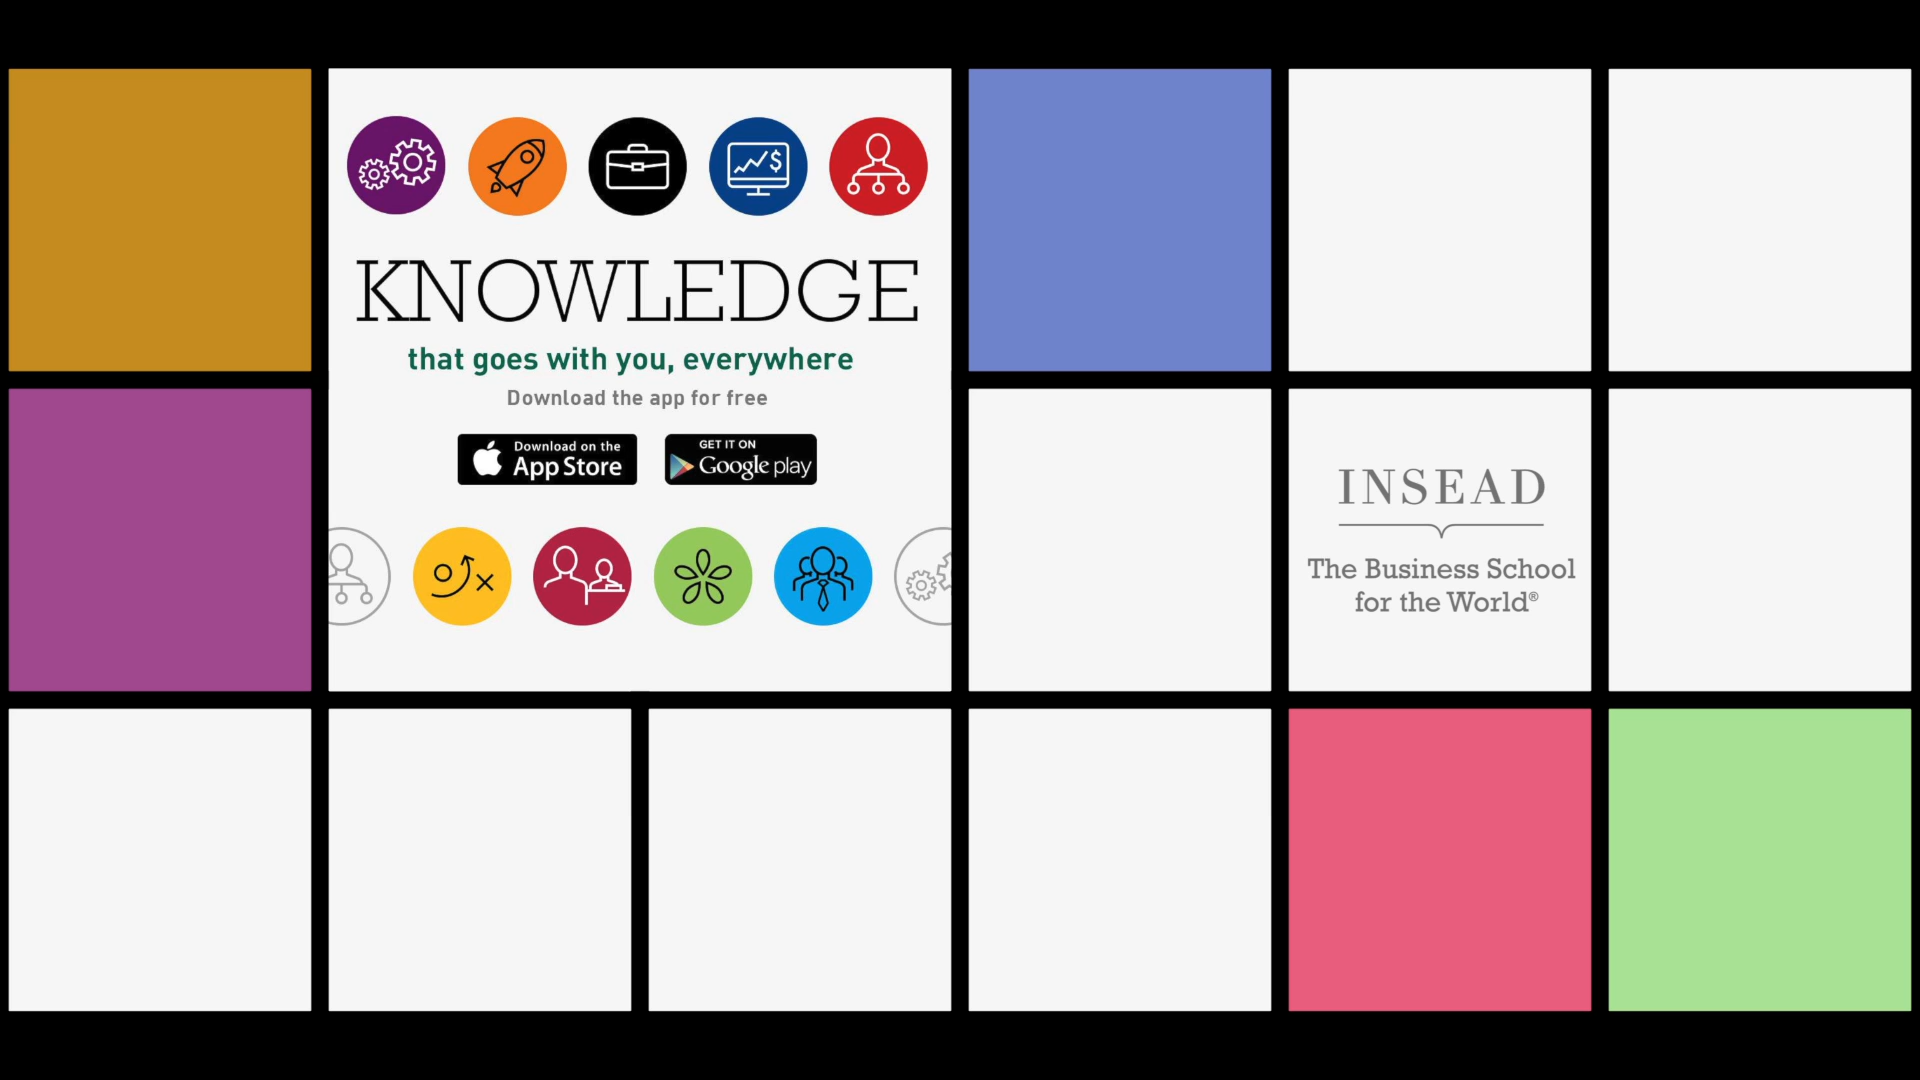 KNOWLEDGE
that goes with you, everywhere
Download the app for free
Download on the
App Store
GET IT ON
Google play
INSEAD
The Business School
for the World®